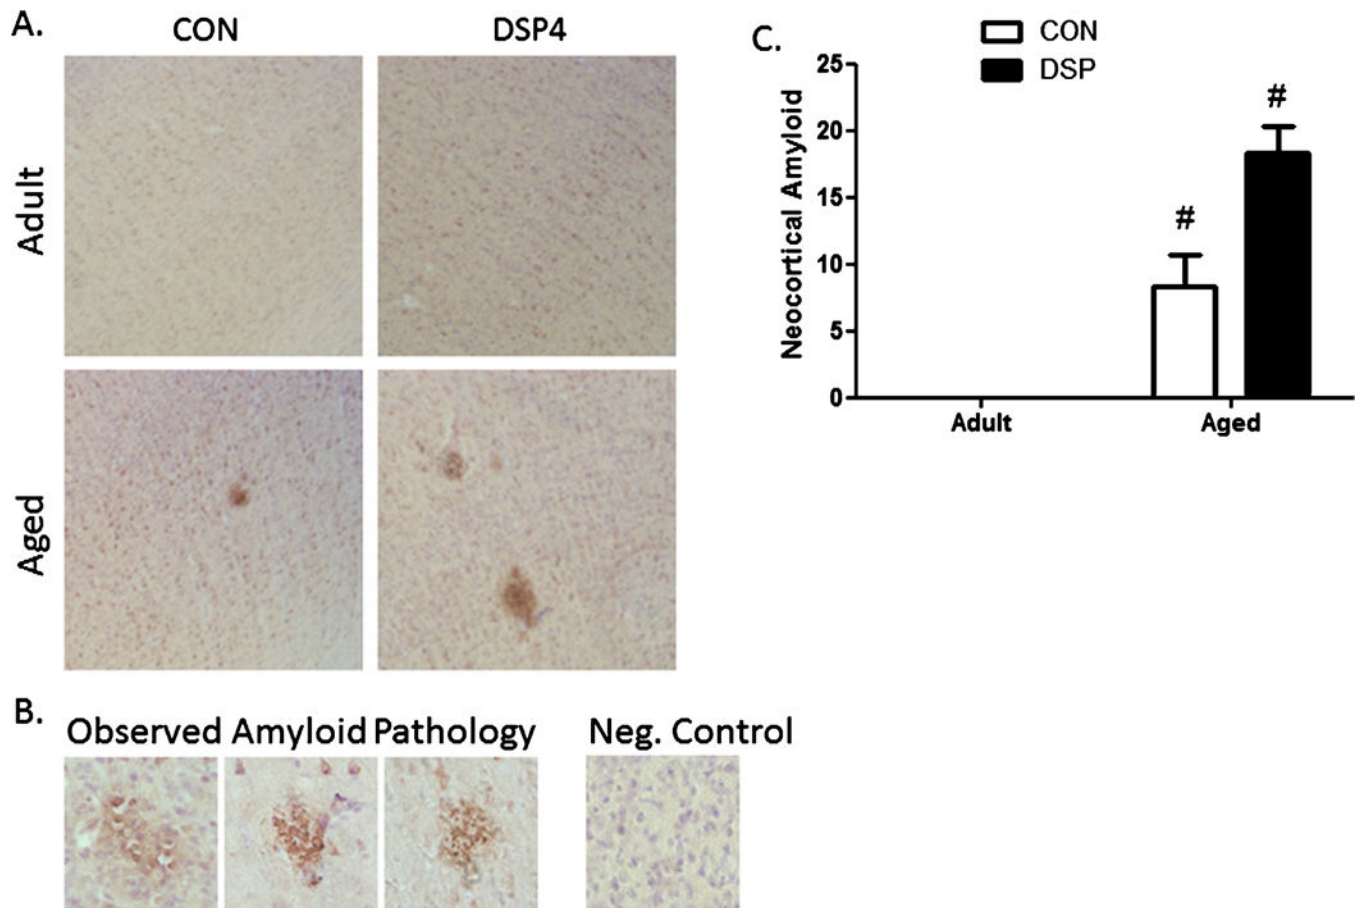 A.
CON
DSP4
Adult
Aged
B.
Observed Amyloid Pathology
Neg. Control
C.
CON
DSP
Neocortical Amyloid
25
20
15
10
5
0
#
#
Adult
Aged